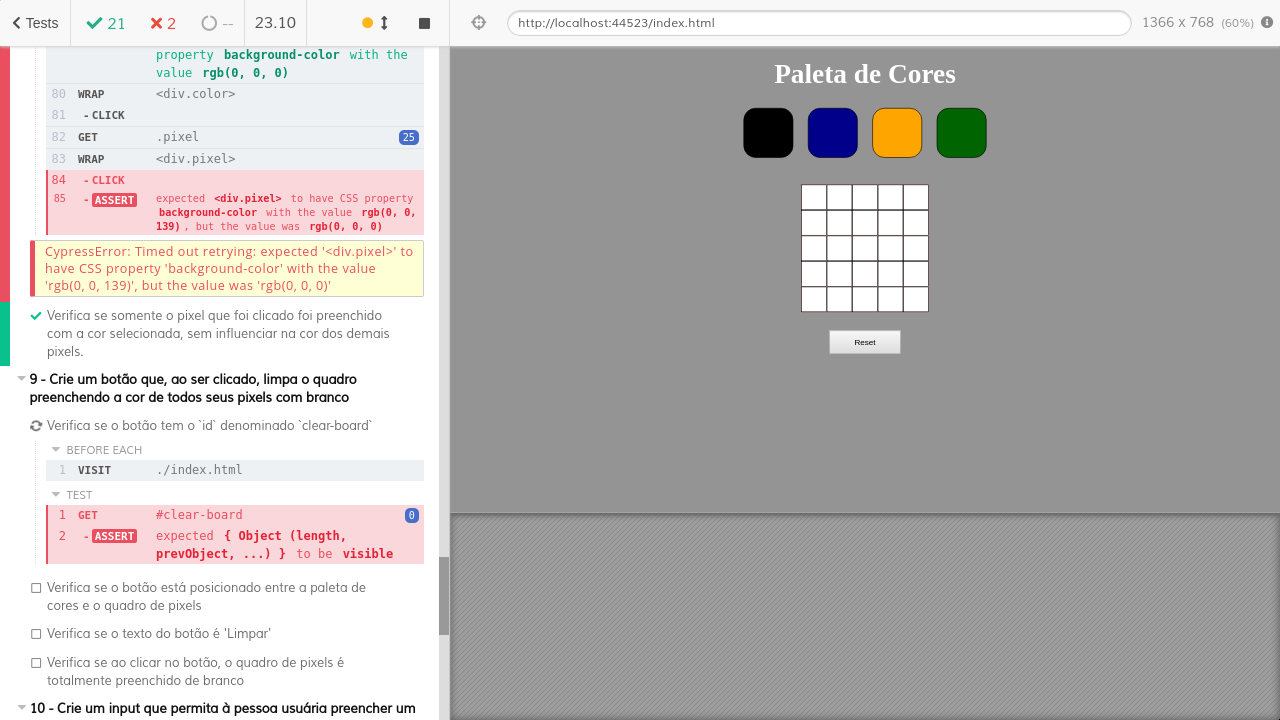 Tests 21 2 -- 23.10
http://localhost:44523/index.html 1366 x 768 (60%)
property background-color with the
value rgb(0, 0, 0)
80 WRAP <div.color>
81 -CLICK
82 GET .pixel 25
83 WRAP <div.pixel>
84 -CLICK
85 -ASSERT expected <div.pixel> to have CSS property
background-color with the value rgb(0, 0,
139), but the value was rgb(0, 0, 0)
CypressError: Timed out retrying: expected '<div.pixel>' to
have CSS property 'background-color' with the value
'rgb(0, 0, 139)', but the value was 'rgb(0, 0, 0)'
Verifica se somente o pixel que foi clicado foi preenchido
com a cor selecionada, sem influenciar na cor dos demais
pixels.
9 - Crie um botão que, ao ser clicado, limpa o quadro
preenchendo a cor de todos seus pixels com branco
Verifica se o botão tem o `id` denominado `clear-board`
BEFORE EACH
1 VISIT ./index.html
TEST
1 GET #clear-board 0
2 -ASSERT expected { Object (length,
prevObject, ...) } to be visible
Verifica se o botão está posicionado entre a paleta de
cores e o quadro de pixels
Verifica se o texto do botão é 'Limpar'
Verifica se ao clicar no botão, o quadro de pixels é
totalmente preenchido de branco
10 - Crie um input que permita à pessoa usuária preencher um
Paleta de Cores
Reset